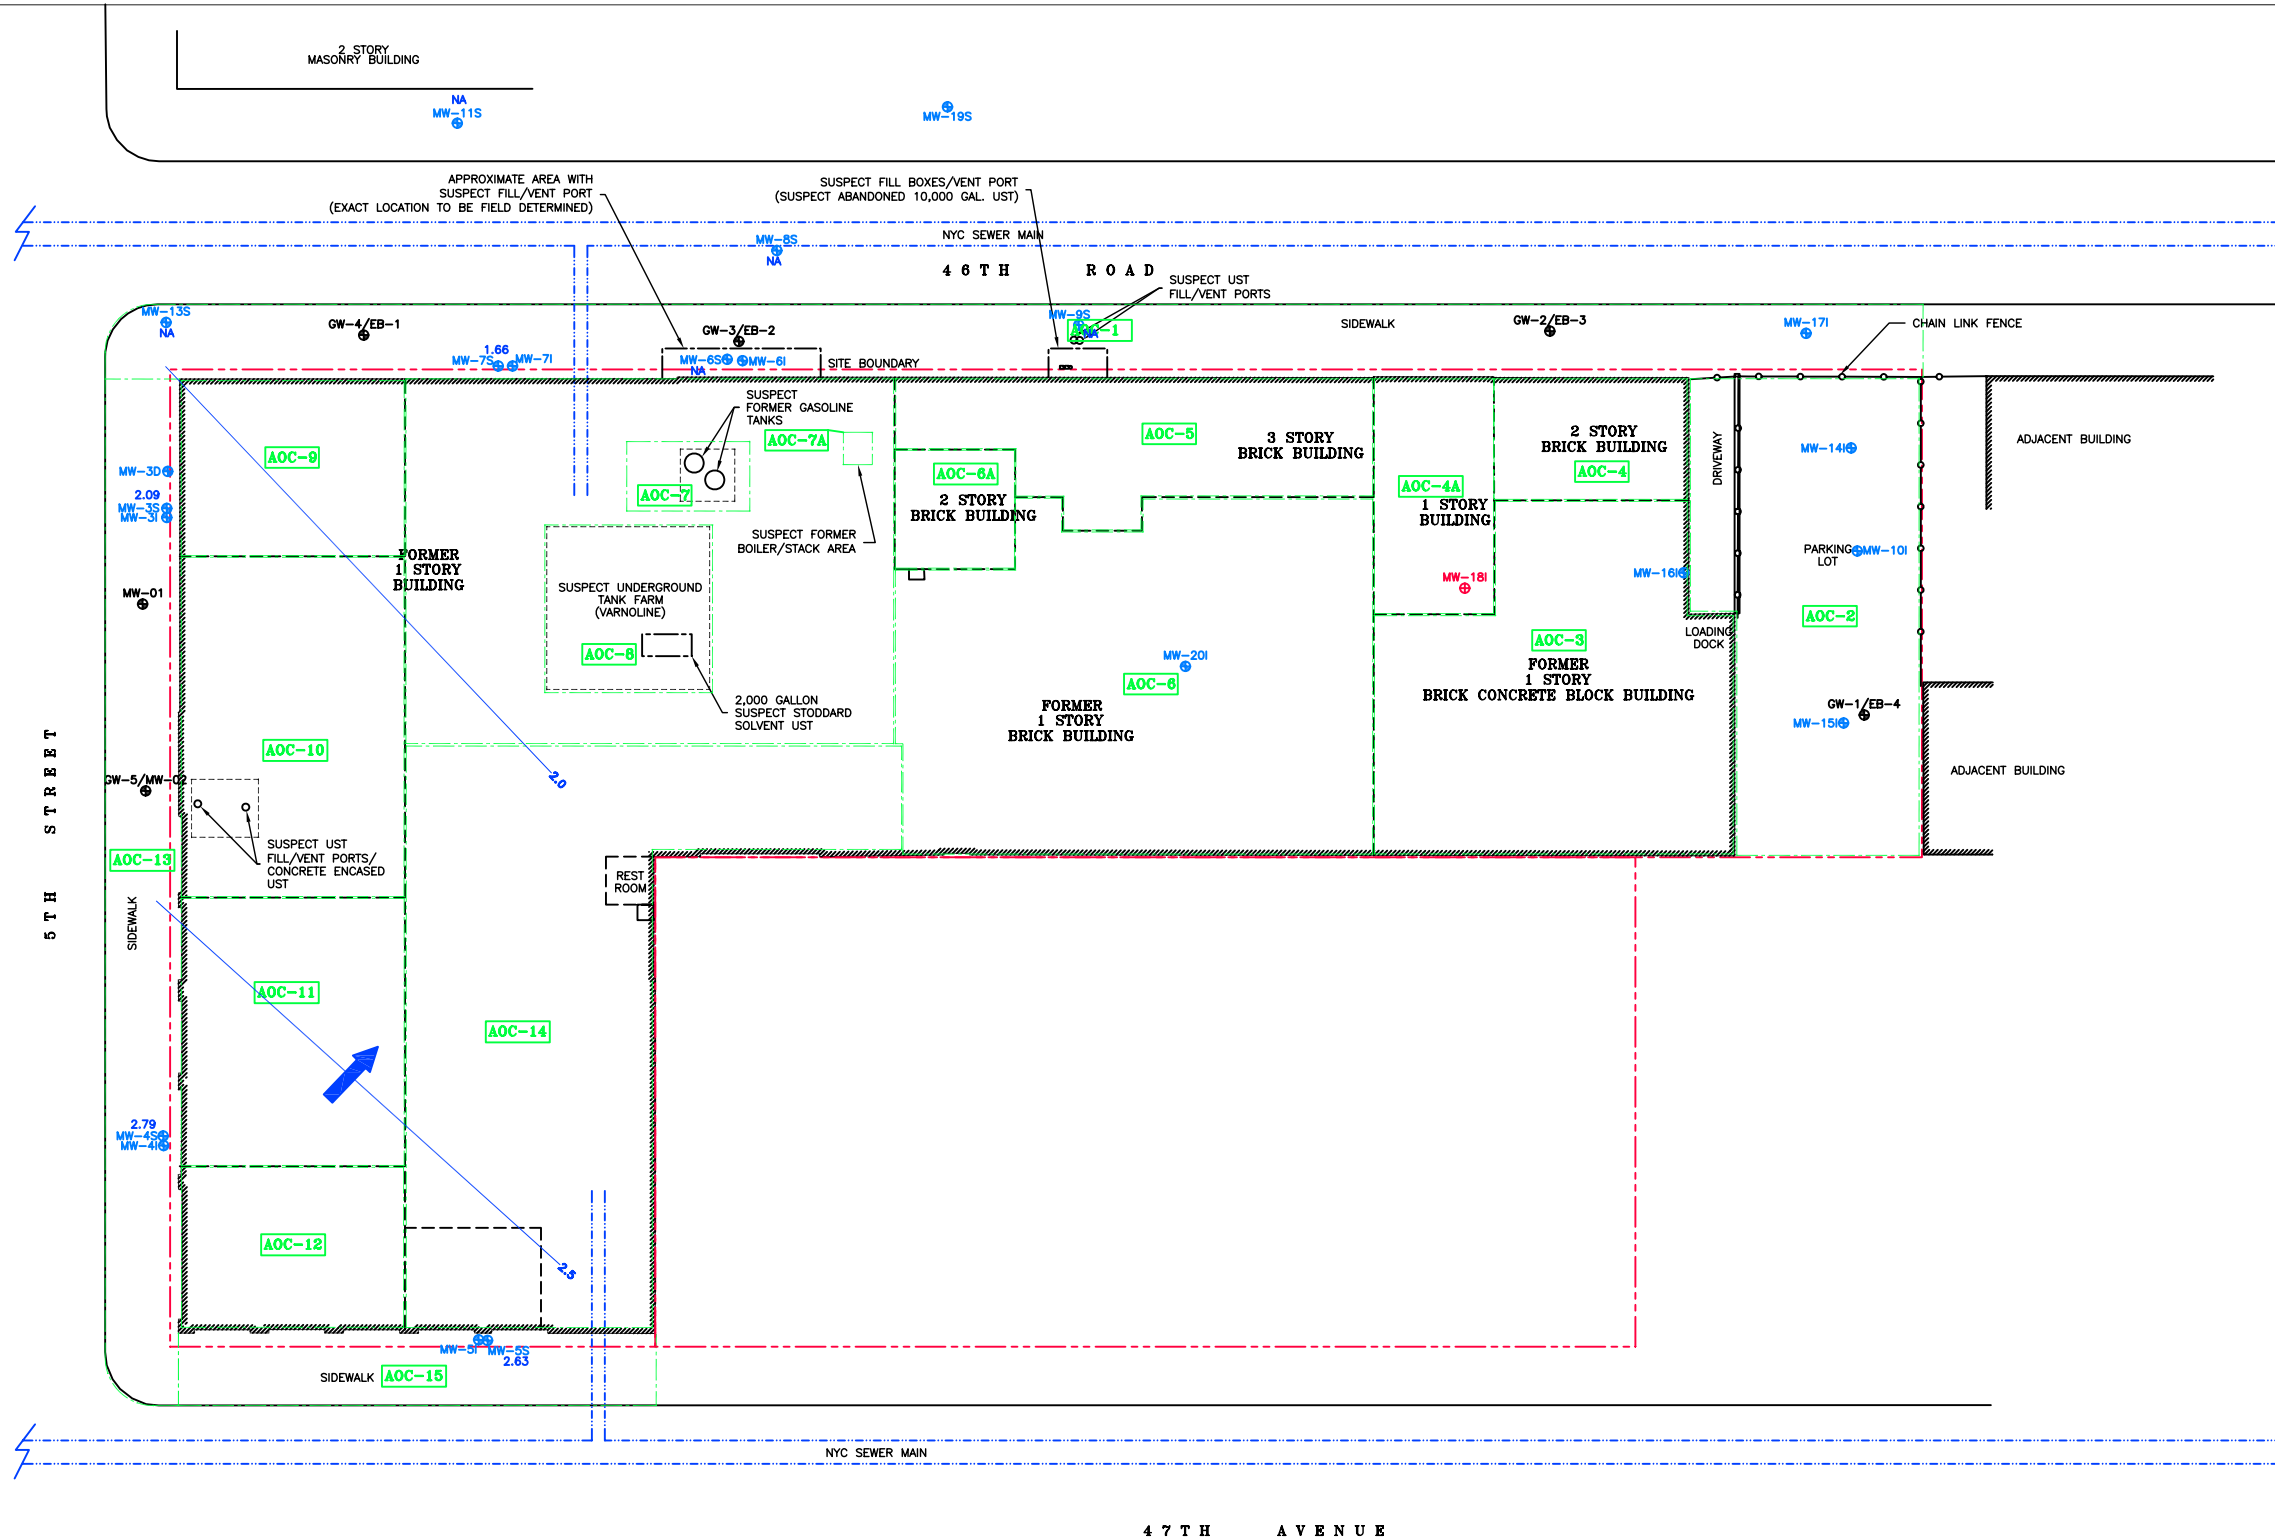 2 STORY
MASONRY BUILDING
NA
MW-11S
MW-19S
APPROXIMATE AREA WITH
SUSPECT FILL/VENT PORT
(EXACT LOCATION TO BE FIELD DETERMINED)
SUSPECT FILL BOXES/VENT PORT
(SUSPECT ABANDONED 10,000 GAL. UST)
NYC SEWER MAIN
MW-8S
NA
46TH ROAD
SUSPECT UST
FILL/VENT PORTS
MW-13S
NA
GW-4/EB-1
GW-3/EB-2
MW-9S
AOC-1
NA
SIDEWALK
GW-2/EB-3
MW-17I
CHAIN LINK FENCE
1.66
MW-7S
MW-7I
MW-6S
MW-6I
NA
SITE BOUNDARY
SUSPECT
FORMER GASOLINE
TANKS
AOC-7A
AOC-5
3 STORY
BRICK BUILDING
2 STORY
BRICK BUILDING
AOC-4
DRIVEWAY
MW-14I
ADJACENT BUILDING
AOC-9
MW-3D
2.09
MW-3S
MW-3I
AOC-7
AOC-6A
2 STORY
BRICK BUILDING
AOC-4A
1 STORY
BUILDING
SUSPECT FORMER
BOILER/STACK AREA
FORMER
1 STORY
BUILDING
PARKING
LOT
MW-10I
MW-16I
MW-18I
SUSPECT UNDERGROUND
TANK FARM
(VARNOLINE)
MW-01
AOC-2
AOC-8
LOADING
DOCK
AOC-3
FORMER
1 STORY
BRICK CONCRETE BLOCK BUILDING
MW-20I
AOC-6
2,000 GALLON
SUSPECT STODDARD
SOLVENT UST
FORMER
1 STORY
BRICK BUILDING
GW-1/EB-4
MW-15I
AOC-10
2.0
ADJACENT BUILDING
GW-5/MW-02
5TH STREET
SUSPECT UST
FILL/VENT PORTS/
CONCRETE ENCASED
UST
AOC-13
REST
ROOM
SIDEWALK
AOC-11
AOC-14
2.79
MW-4S
MW-4I
AOC-12
2.5
MW-5I
MW-5S
2.63
SIDEWALK
AOC-15
NYC SEWER MAIN
47TH AVENUE